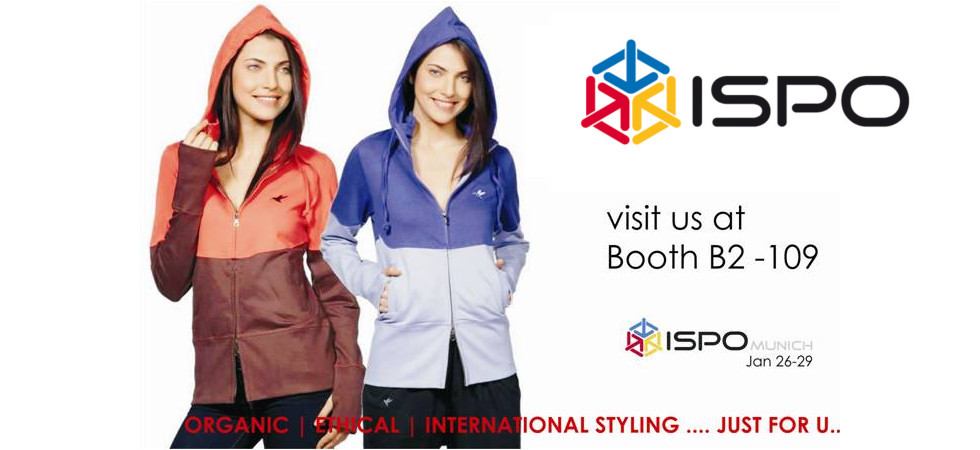 ISPO
visit us at
Booth B2 -109
ISPO MUNICH
Jan 26-29
ORGANIC | ETHICAL | INTERNATIONAL STYLING .... JUST FOR U..